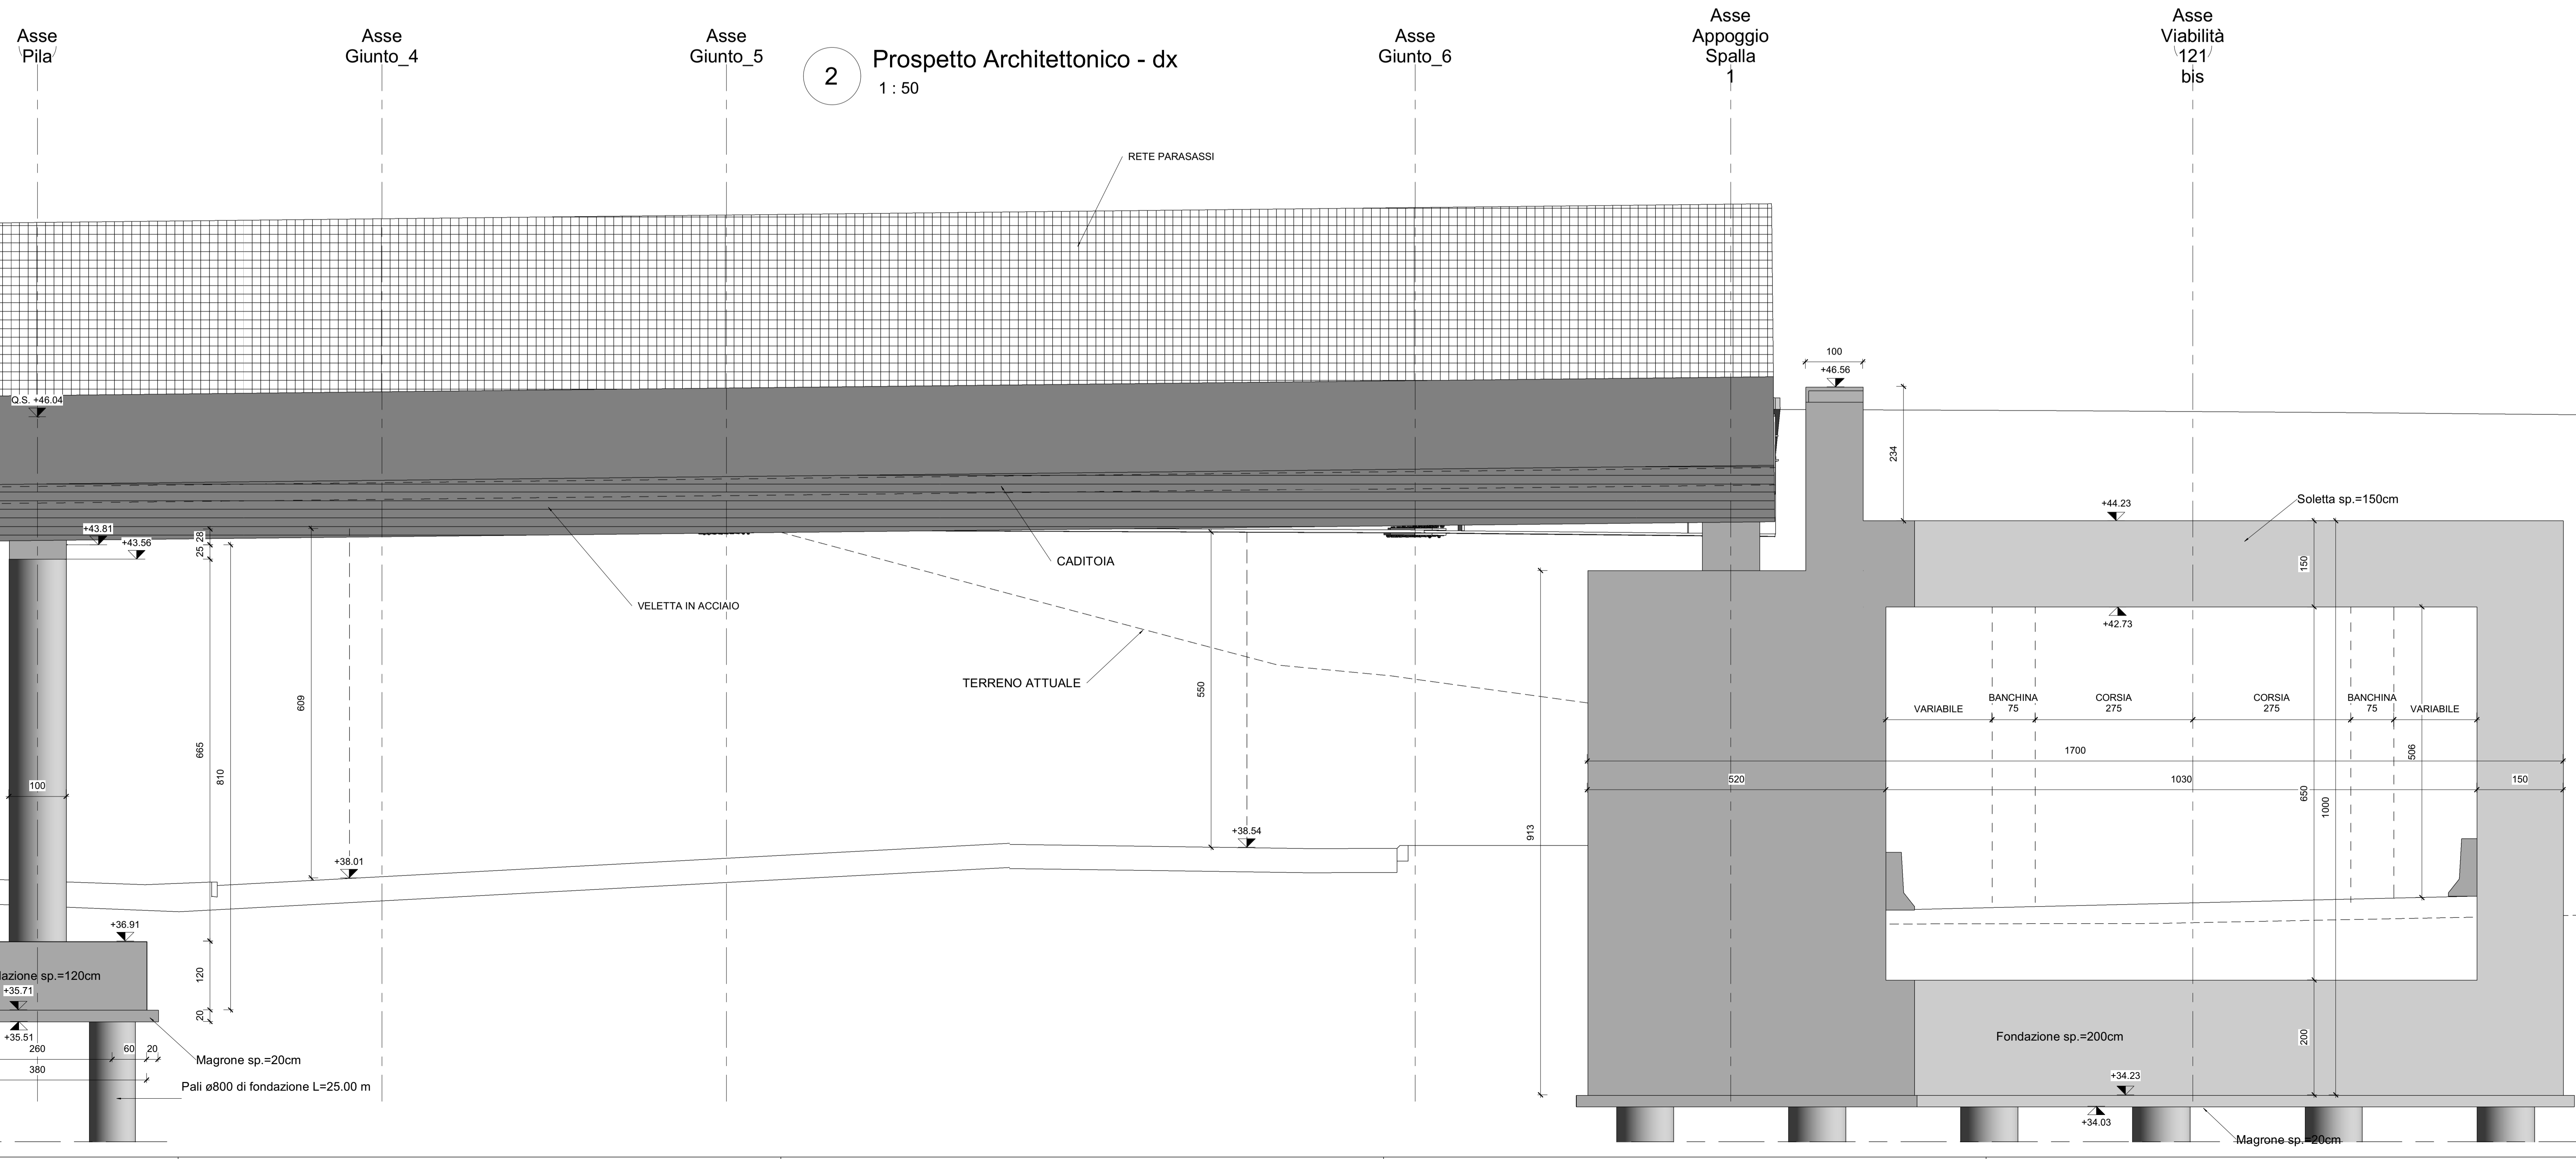 Asse
Pila
Asse
Giunto_4
Asse
Giunto_5
2
Prospetto Architettonico - dx
1 : 50
Asse
Giunto_6
Asse
Appoggio
Spalla
1
Asse
Viabilità
121
bis
RETE PARASASSI
100
+46.56
Q.S. +46.04
234
Soletta sp.=150cm
+44.23
+43.81
+43.56
28
25
CADITOIA
150
VELETTA IN ACCIAIO
+42.73
TERRENO ATTUALE
609
550
BANCHINA
75
CORSIA
275
CORSIA
275
BANCHINA
75
VARIABILE
VARIABILE
665
810
1700
506
100
520
1030
150
650
1000
913
+38.54
+38.01
+36.91
lazione sp.=120cm
120
+35.71
20
+35.51
260
60
20
Magrone sp.=20cm
380
Pali ø800 di fondazione L=25.00 m
Fondazione sp.=200cm
200
+34.23
+34.03
Magrone sp.=20cm